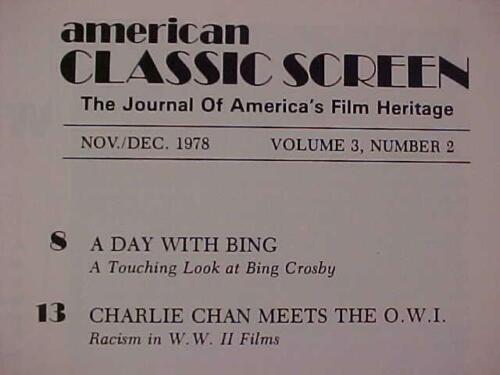 american
CLASSIC SCREEN
The Journal Of America's Film Heritage
NOV./DEC. 1978 VOLUME 3, NUMBER 2
8 A DAY WITH BING
A Touching Look at Bing Crosby
13 CHARLIE CHAN MEETS THE O.W.I.
Racism in W.W. II Films